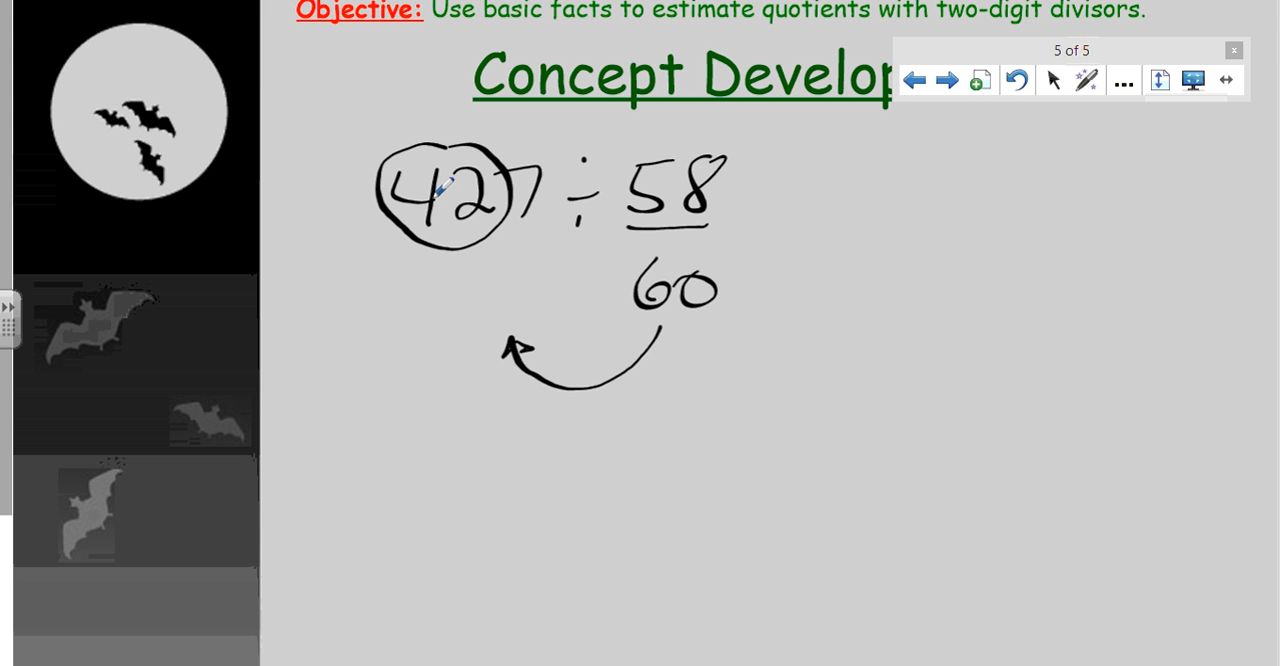 Objective: Use basic facts to estimate quotients with two-digit divisors.
5 of 5
Concept Develop
427 ÷ 58
60